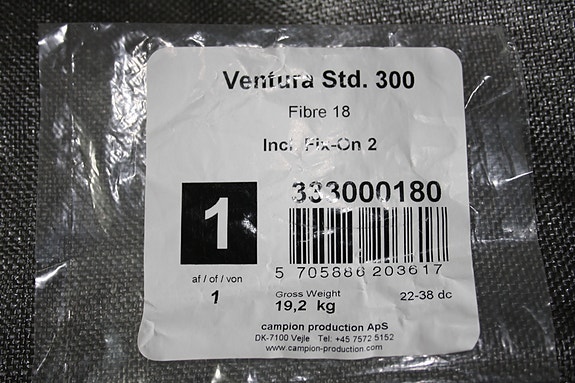 Ventura Std. 300
Fibre 18
Incl. Fix-On 2
333000180
1
5 705886 203617
af / of / von
1
Gross Weight
19,2 kg
22-38 dc
campion production ApS
DK-7100 Vejle Tel: +45 7572 5152
www.campion-production.com